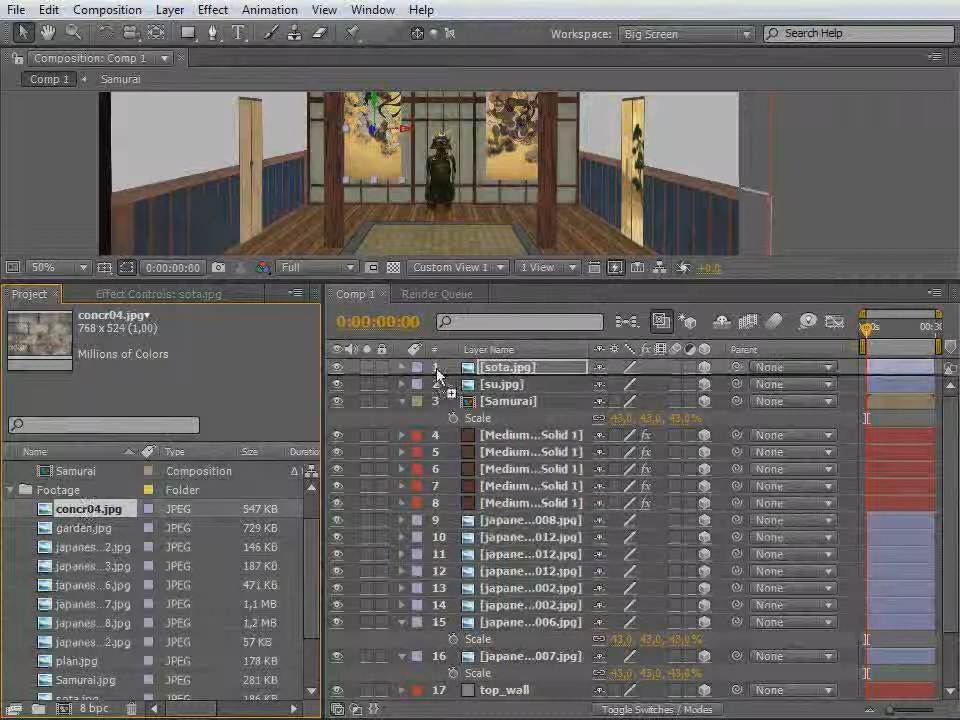 File Edit Composition Layer Effect Animation View Window Help
Workspace: Big Screen Search Help
Composition: Comp 1
Comp 1 Samurai
50% 0:00:00:00 Full Custom View 1 1 View +0,0
Project Effect Controls: sota.jpg
Comp 1 Render Queue
concr04.jpg
768 x 524 (1,00)
Millions of Colors
0:00:00:00
# Layer Name Parent
1 [sota.jpg] None
2 [su.jpg] None
3 [Samurai] None
Scale 43,0, 43,0, 43,0%
4 [Medium...Solid 1] None
5 [Medium...Solid 1] None
6 [Medium...Solid 1] None
7 [Medium...Solid 1] None
8 [Medium...Solid 1] None
9 [japane...008.jpg] None
10 [japane...012.jpg] None
11 [japane...012.jpg] None
12 [japane...012.jpg] None
13 [japane...002.jpg] None
14 [japane...002.jpg] None
15 [japane...006.jpg] None
Scale 43,0, 43,0, 43,0%
16 [japane...007.jpg] None
Scale 43,0, 43,0, 43,0%
17 top_wall None
Name Type Size Duration
Samurai Composition
Footage Folder
concr04.jpg JPEG 547 KB
garden.jpg JPEG 729 KB
japanes...2.jpg JPEG 146 KB
japanes...3.jpg JPEG 187 KB
japanes...6.jpg JPEG 471 KB
japanes...7.jpg JPEG 1,1 MB
japanes...8.jpg JPEG 1,2 MB
japanes...2.jpg JPEG 57 KB
plan.jpg JPEG 178 KB
Samurai.jpg JPEG 281 KB
sota.jpg JPEG 186 KB
8 bpc
Toggle Switches / Modes